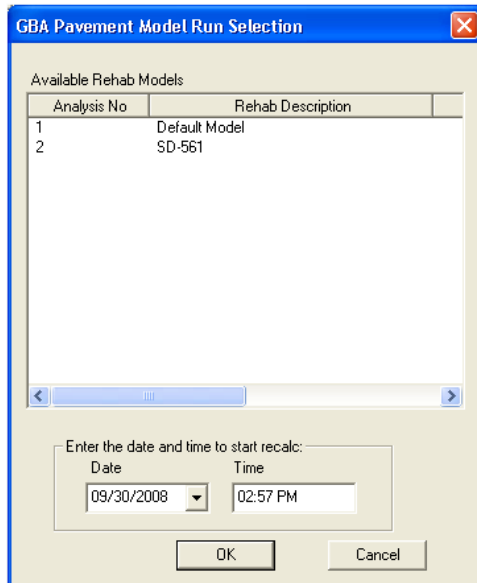 GBA Pavement Model Run Selection
Available Rehab Models
Analysis No Rehab Description
1 Default Model
2 SD-561
Enter the date and time to start recalc:
Date Time
09/30/2008 02:57 PM
OK Cancel